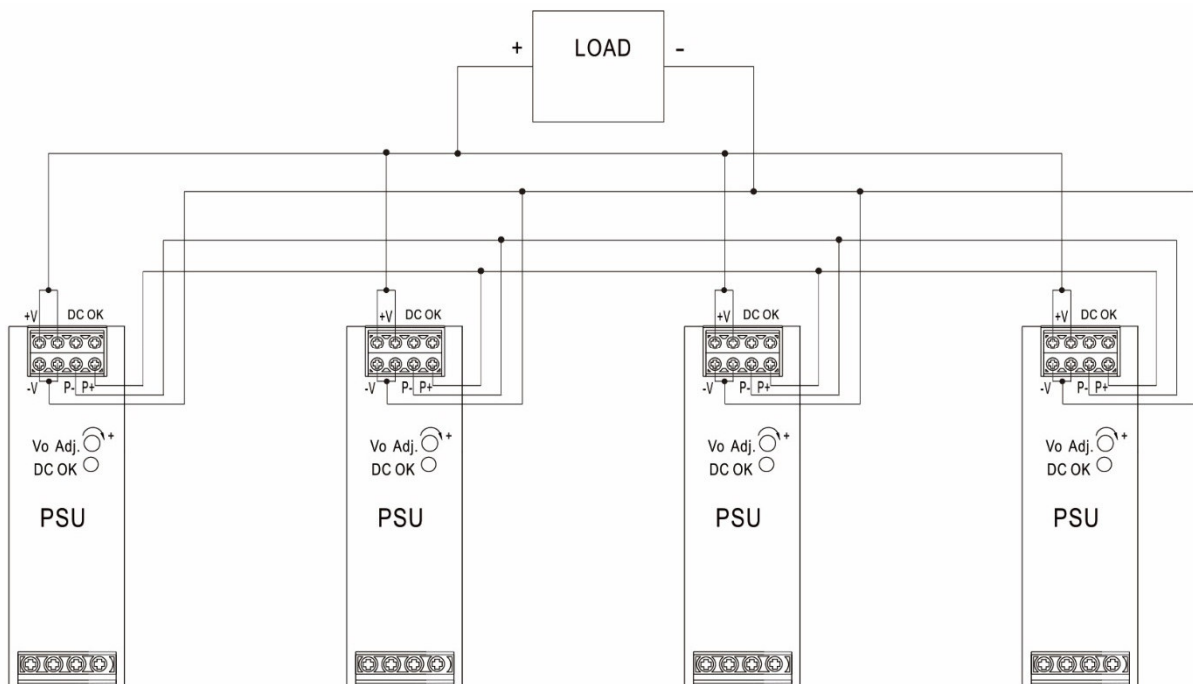 + LOAD -
+V DC OK +V DC OK +V DC OK +V DC OK
-V P- P+ -V P- P+ -V P- P+ -V P- P+
Vo Adj. + Vo Adj. + Vo Adj. + Vo Adj. +
DC OK DC OK DC OK DC OK
PSU PSU PSU PSU